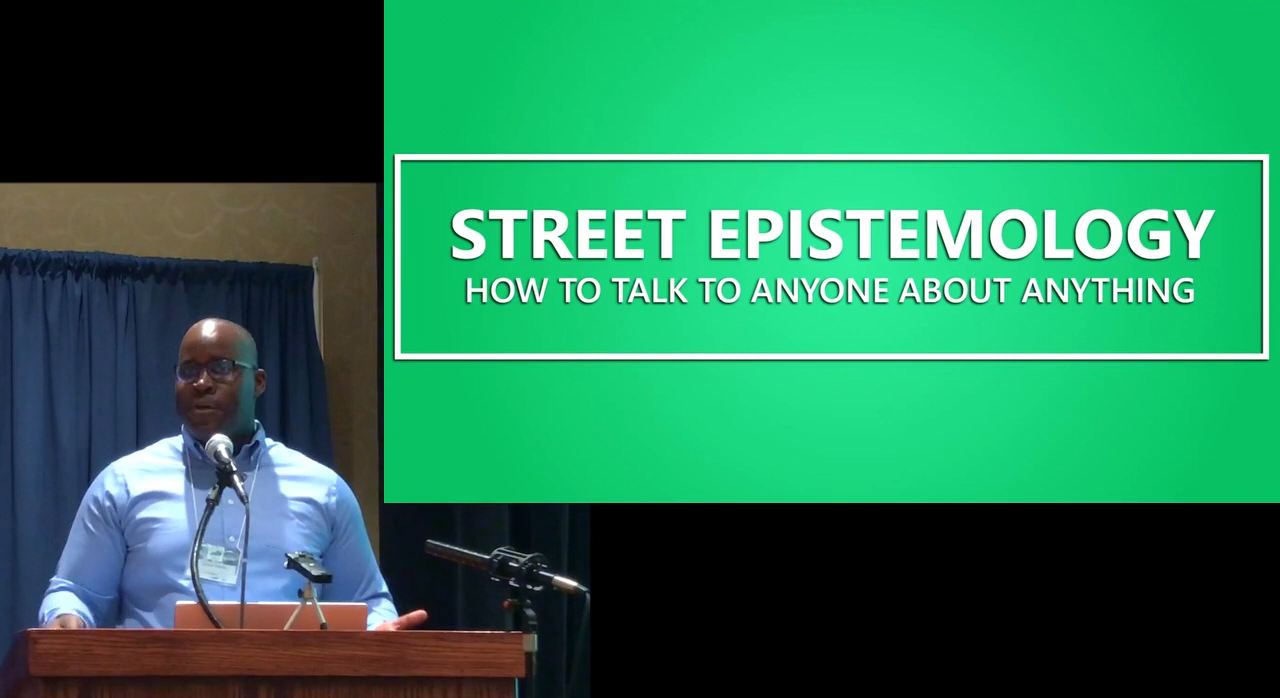 STREET EPISTEMOLOGY
HOW TO TALK TO ANYONE ABOUT ANYTHING